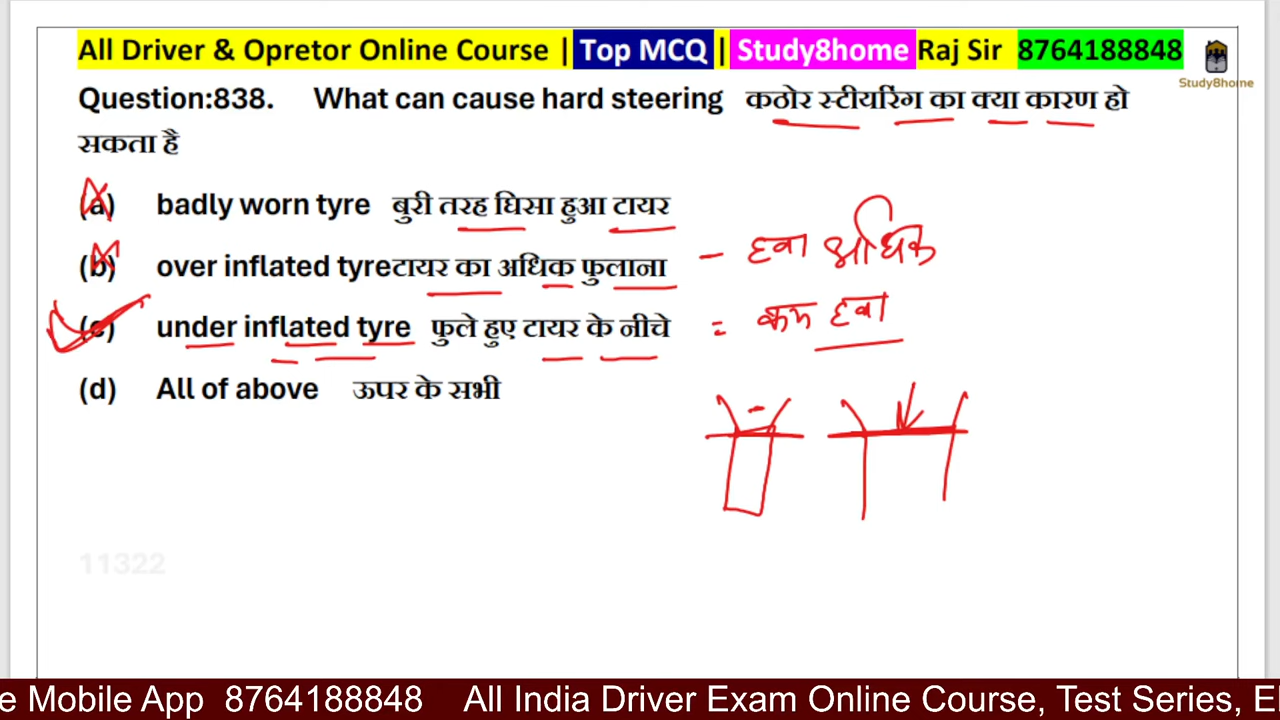 All Driver & Opretor Online Course | Top MCQ | Study8home Raj Sir 8764188848
Study8home
Question:838. What can cause hard steering कठोर स्टीयरिंग का क्या कारण हो
सकता है
(a) badly worn tyre बुरी तरह घिसा हुआ टायर
(b) over inflated tyreटायर का अधिक फुलाना - हवा अधिक
(c) under inflated tyre फुले हुए टायर के नीचे = कम हवा
(d) All of above ऊपर के सभी
11322
e Mobile App 8764188848 All India Driver Exam Online Course, Test Series, E